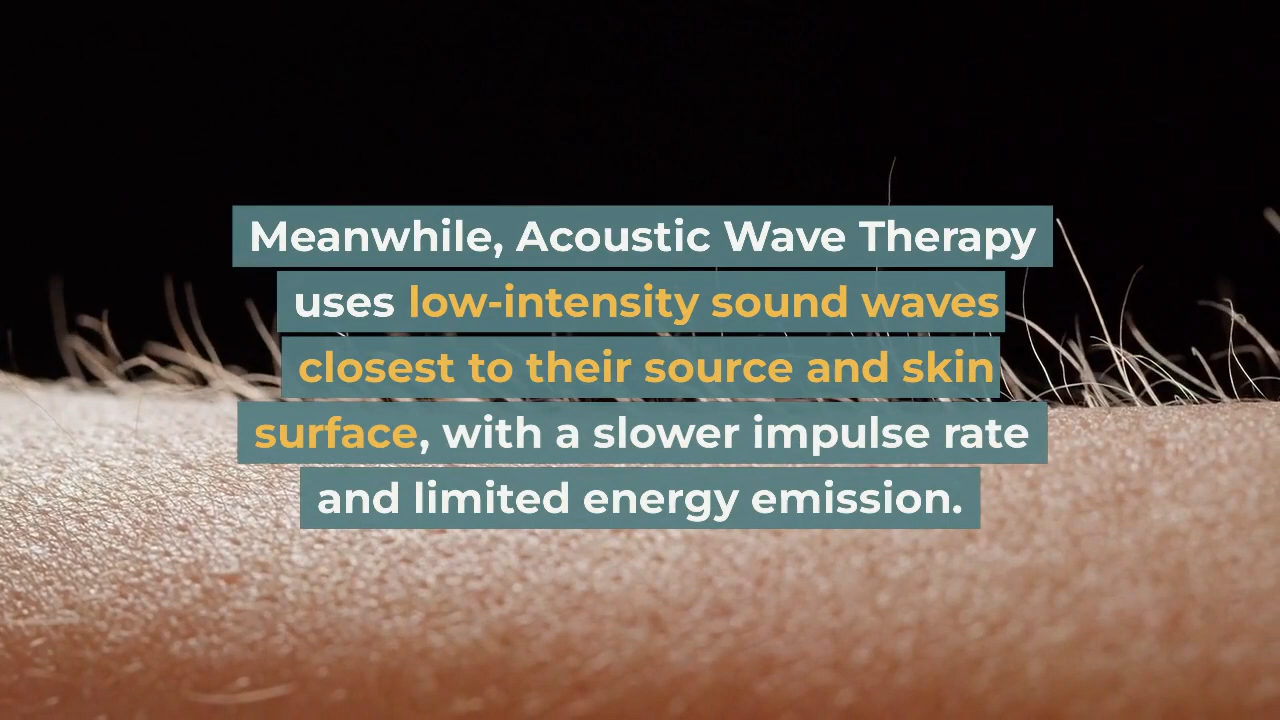 Meanwhile, Acoustic Wave Therapy
uses low-intensity sound waves
closest to their source and skin
surface, with a slower impulse rate
and limited energy emission.